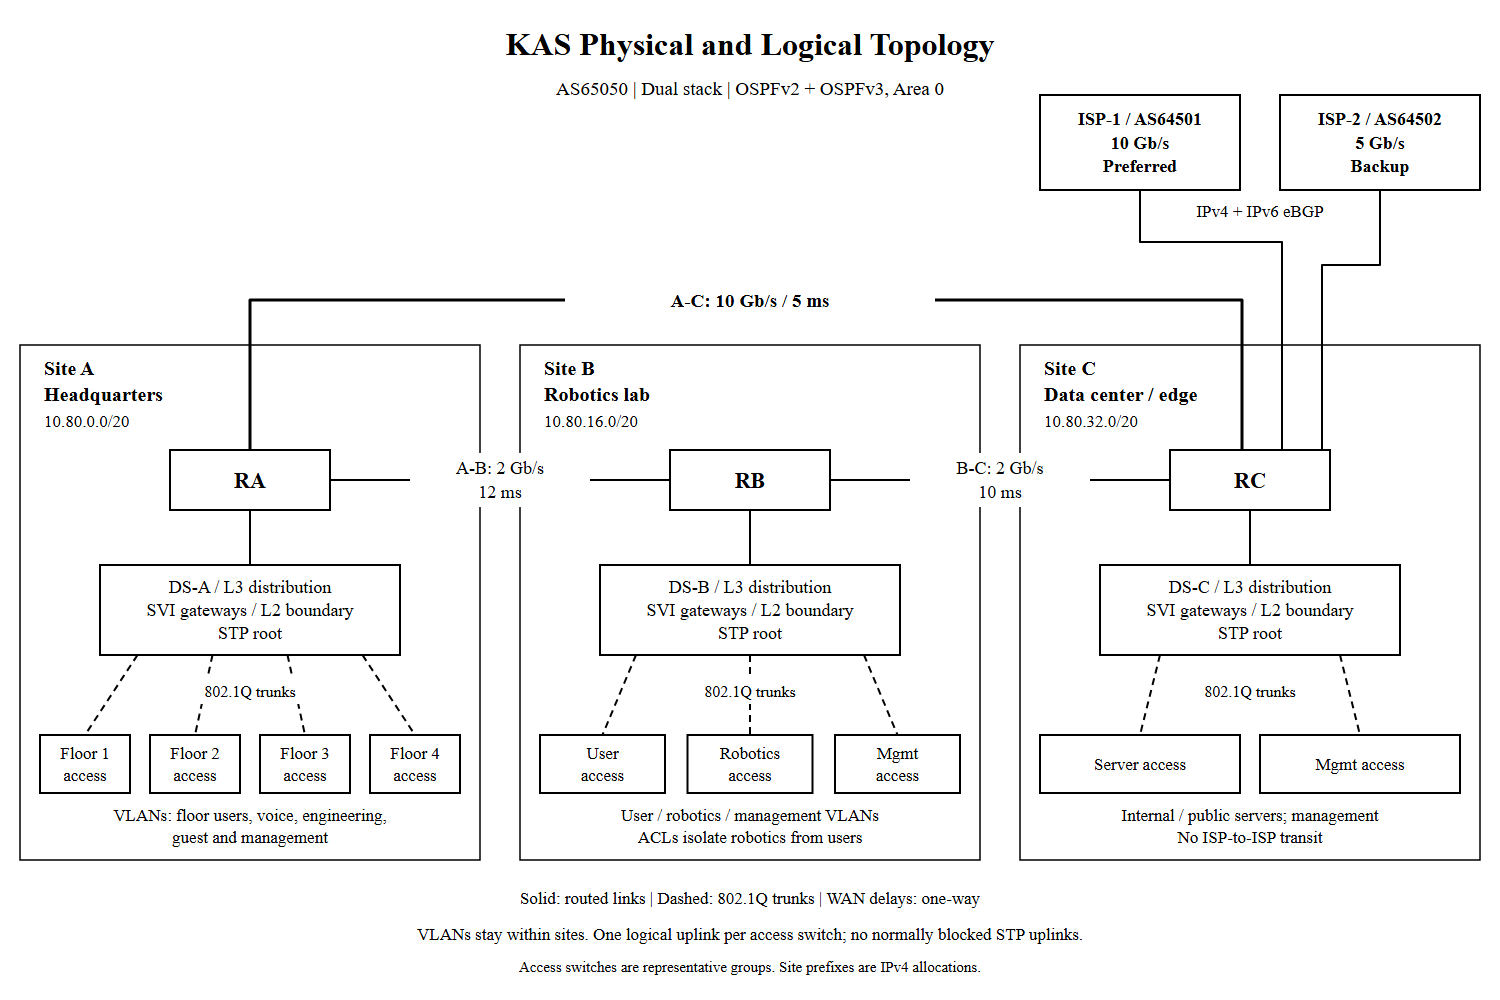 KAS Physical and Logical Topology
AS65050 | Dual stack | OSPFv2 + OSPFv3, Area 0
ISP-1 / AS64501
10 Gb/s
Preferred
ISP-2 / AS64502
5 Gb/s
Backup
IPv4 + IPv6 eBGP
A-C: 10 Gb/s / 5 ms
Site A
Headquarters
10.80.0.0/20
Site B
Robotics lab
10.80.16.0/20
Site C
Data center / edge
10.80.32.0/20
RA
A-B: 2 Gb/s
12 ms
RB
B-C: 2 Gb/s
10 ms
RC
DS-A / L3 distribution
SVI gateways / L2 boundary
STP root
DS-B / L3 distribution
SVI gateways / L2 boundary
STP root
DS-C / L3 distribution
SVI gateways / L2 boundary
STP root
802.1Q trunks
802.1Q trunks
802.1Q trunks
Floor 1
access
Floor 2
access
Floor 3
access
Floor 4
access
User
access
Robotics
access
Mgmt
access
Server access
Mgmt access
VLANs: floor users, voice, engineering,
guest and management
User / robotics / management VLANs
ACLs isolate robotics from users
Internal / public servers; management
No ISP-to-ISP transit
Solid: routed links | Dashed: 802.1Q trunks | WAN delays: one-way
VLANs stay within sites. One logical uplink per access switch; no normally blocked STP uplinks.
Access switches are representative groups. Site prefixes are IPv4 allocations.